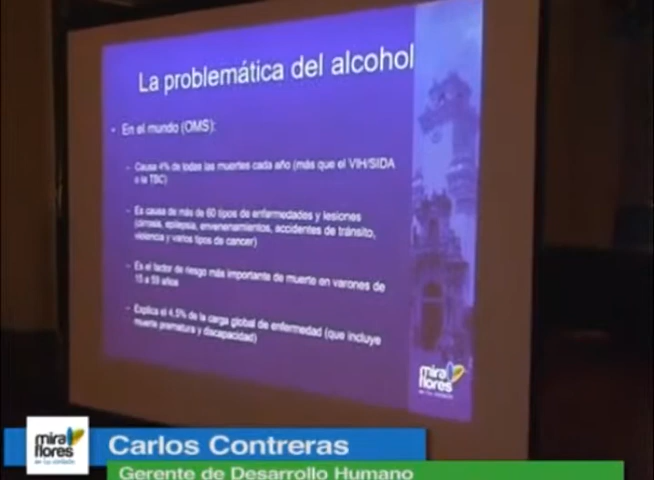 La problemática del alcohol
• En el mundo (OMS):
- Causa 4% de todas las muertes cada año (más que el VIH/SIDA
o la TBC)
- Es causa de más de 60 tipos de enfermedades y lesiones
(cirrosis, epilepsia, envenenamientos, accidentes de tránsito,
violencia y varios tipos de cancer)
- Es el factor de riesgo más importante de muerte en varones de
15 a 59 años
- Explica el 4,5% de la carga global de enfermedad (que incluye
muerte prematura y discapacidad)
mira
flores
mira
flores
Carlos Contreras
Gerente de Desarrollo Humano